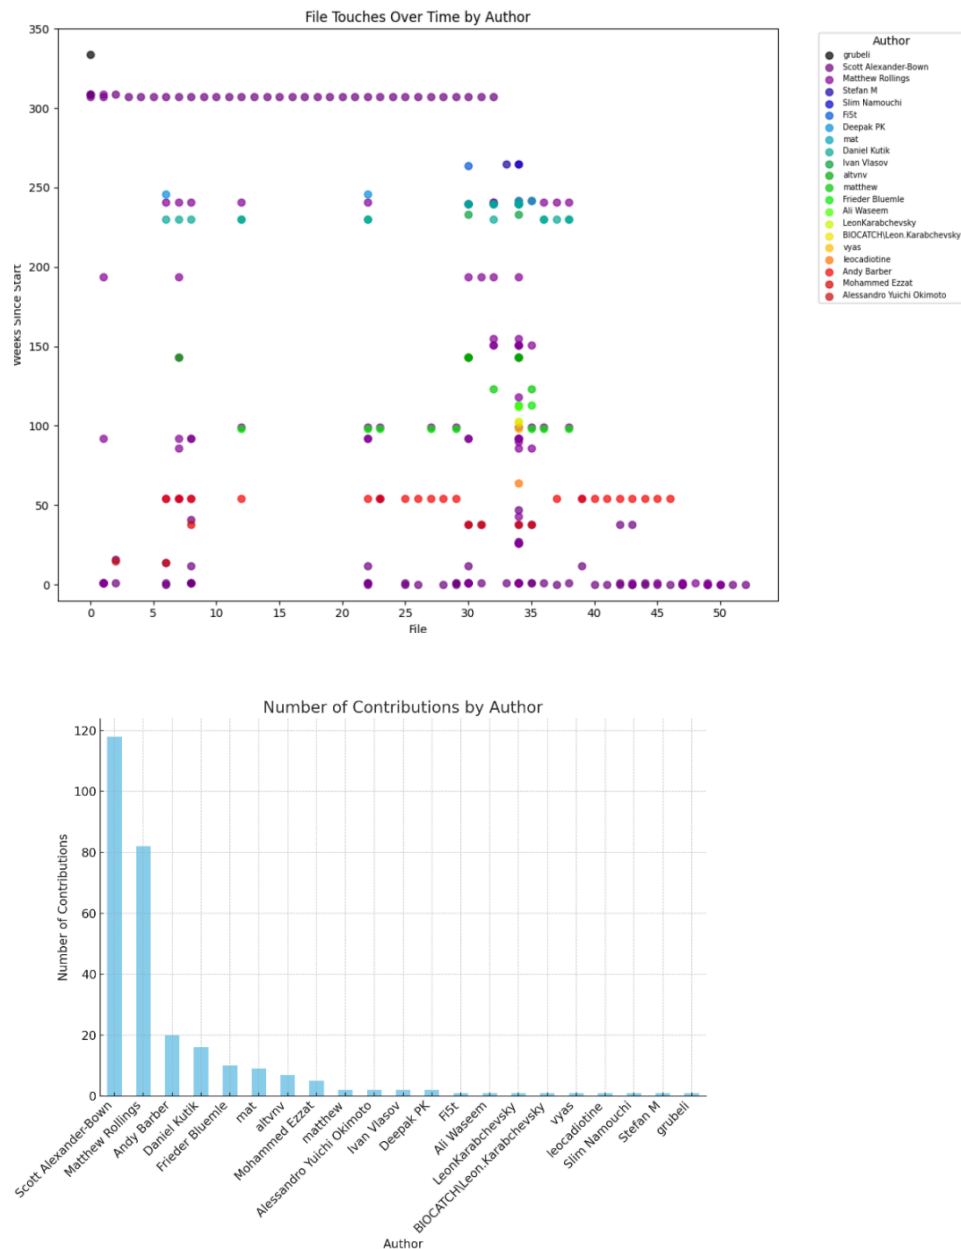 File Touches Over Time by Author
350
300
250
200
150
100
50
0
Weeks Since Start
0 5 10 15 20 25 30 35 40 45 50
File
Author
grubeli
Scott Alexander-Bown
Matthew Rollings
Stefan M
Slim Namouchi
Fi5t
Deepak PK
mat
Daniel Kutik
Ivan Vlasov
altvnv
matthew
Frieder Bluemle
Ali Waseem
LeonKarabchevsky
BIOCATCH\Leon.Karabchevsky
vyas
leocadiotine
Andy Barber
Mohammed Ezzat
Alessandro Yuichi Okimoto
Number of Contributions by Author
120
100
80
60
40
20
0
Number of Contributions
Scott Alexander-Bown
Matthew Rollings
Andy Barber
Daniel Kutik
Frieder Bluemle
mat
altvnv
Mohammed Ezzat
matthew
Alessandro Yuichi Okimoto
Ivan Vlasov
Deepak PK
Fi5t
Ali Waseem
LeonKarabchevsky
BIOCATCH\Leon.Karabchevsky
vyas
leocadiotine
Slim Namouchi
Stefan M
grubeli
Author